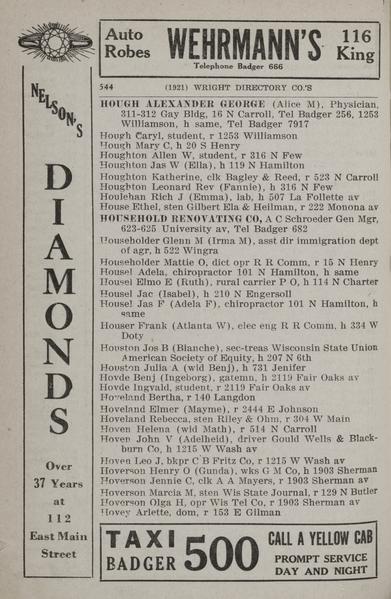 Auto Robes
WEHRMANN'S
Telephone Badger 666
116 King
544 (1921) WRIGHT DIRECTORY CO.'S
NELSON'S
DIAMONDS
Over
37 Years
at
112
East Main
Street
HOUGH ALEXANDER GEORGE (Alice M), Physician,
311-312 Gay Bldg, 16 N Carroll, Tel Badger 256, 1253
Williamson, h same, Tel Badger 7917
Hough Caryl, student, r 1253 Williamson
Hough Mary C, h 20 S Henry
Houghton Allen W, student, r 316 N Few
Houghton Jas W (Ella), h 119 N Hamilton
Houghton Katherine, clk Bagley & Reed, r 523 N Carroll
Houghton Leonard Rev (Fannie), h 316 N Few
Houlehan Rich J (Emma), lab, h 507 La Follette av
House Ethel, sten Gilbert Ela & Heilman, r 222 Monona av
HOUSEHOLD RENOVATING CO, A C Schroeder Gen Mgr,
623-625 University av, Tel Badger 682
Householder Glenn M (Irma M), asst dir immigration dept
of agr, h 522 Wingra
Householder Mattie O, dict opr R R Comm, r 15 N Henry
Housel Adela, chiropractor 101 N Hamilton, h same
Housel Elmo E (Ruth), rural carrier P O, h 114 N Charter
Housel Jac (Isabel), h 210 N Engersoll
Housel Jas F (Adela F), chiropractor 101 N Hamilton, h
same
Houser Frank (Atlanta W), elec eng R R Comm, h 334 W
Doty
Houston Jos B (Blanche), sec-treas Wisconsin State Union
American Society of Equity, h 207 N 6th
Houston Julia A (wid Benj), h 731 Jenifer
Hovde Benj (Ingeborg), gatemn, h 2119 Fair Oaks av
Hovde Ingvald, student, r 2119 Fair Oaks av
Hoveland Bertha, r 140 Langdon
Hoveland Elmer (Mayme), r 2444 E Johnson
Hoveland Rebecca, sten Riley & Ohm, r 304 W Main
Hoven Helena (wid Math), r 514 N Carroll
Hoven John V (Adelheid), driver Gould Wells & Black-
burn Co, h 1215 W Wash av
Hoven Leo J, bkpr C B Fritz Co, r 1215 W Wash av
Hoverson Henry O (Gunda), wks G M Co, h 1903 Sherman
Hoverson Jennie C, clk A A Mayers, r 1903 Sherman av
Hoverson Marcia M, sten Wis State Journal, r 129 N Butler
Hoverson Olga H, opr Wis Tel Co, r 1903 Sherman av
Hovey Arlette, dom, r 153 E Gilman
TAXI
BADGER
500
CALL A YELLOW CAB
PROMPT SERVICE
DAY AND NIGHT